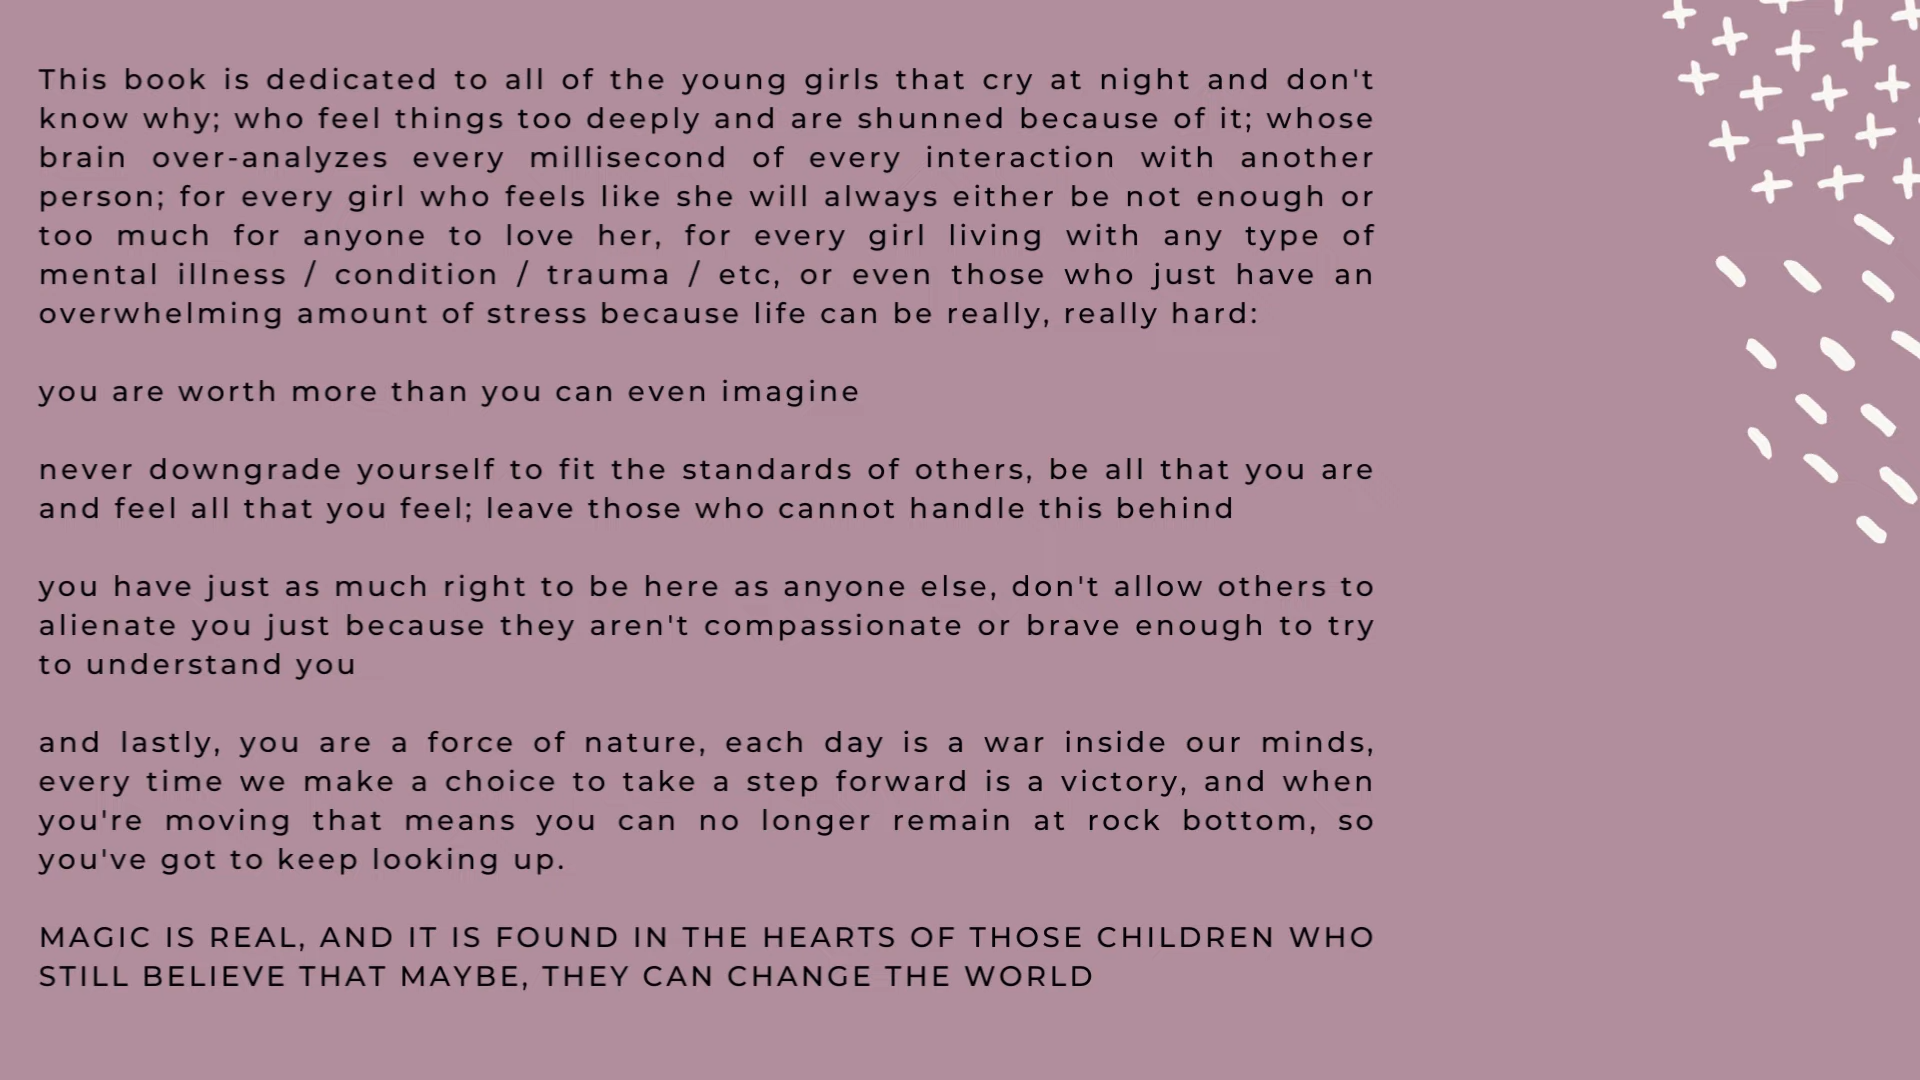 This book is dedicated to all of the young girls that cry at night and don't
know why; who feel things too deeply and are shunned because of it; whose
brain over-analyzes every millisecond of every interaction with another
person; for every girl who feels like she will always either be not enough or
too much for anyone to love her, for every girl living with any type of
mental illness / condition / trauma / etc, or even those who just have an
overwhelming amount of stress because life can be really, really hard:
you are worth more than you can even imagine
never downgrade yourself to fit the standards of others, be all that you are
and feel all that you feel; leave those who cannot handle this behind
you have just as much right to be here as anyone else, don't allow others to
alienate you just because they aren't compassionate or brave enough to try
to understand you
and lastly, you are a force of nature, each day is a war inside our minds,
every time we make a choice to take a step forward is a victory, and when
you're moving that means you can no longer remain at rock bottom, so
you've got to keep looking up.
MAGIC IS REAL, AND IT IS FOUND IN THE HEARTS OF THOSE CHILDREN WHO
STILL BELIEVE THAT MAYBE, THEY CAN CHANGE THE WORLD